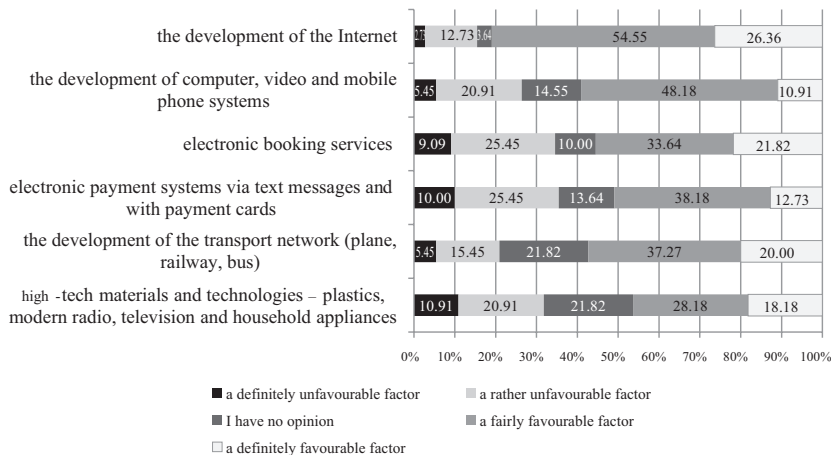 the development of the Internet
2.73 12.73 3.64 54.55 26.36
the development of computer, video and mobile
phone systems
5.45 20.91 14.55 48.18 10.91
electronic booking services
9.09 25.45 10.00 33.64 21.82
electronic payment systems via text messages and
with payment cards
10.00 25.45 13.64 38.18 12.73
the development of the transport network (plane,
railway, bus)
5.45 15.45 21.82 37.27 20.00
high -tech materials and technologies – plastics,
modern radio, television and household appliances
10.91 20.91 21.82 28.18 18.18
0% 10% 20% 30% 40% 50% 60% 70% 80% 90% 100%
a definitely unfavourable factor a rather unfavourable factor
I have no opinion a fairly favourable factor
a definitely favourable factor